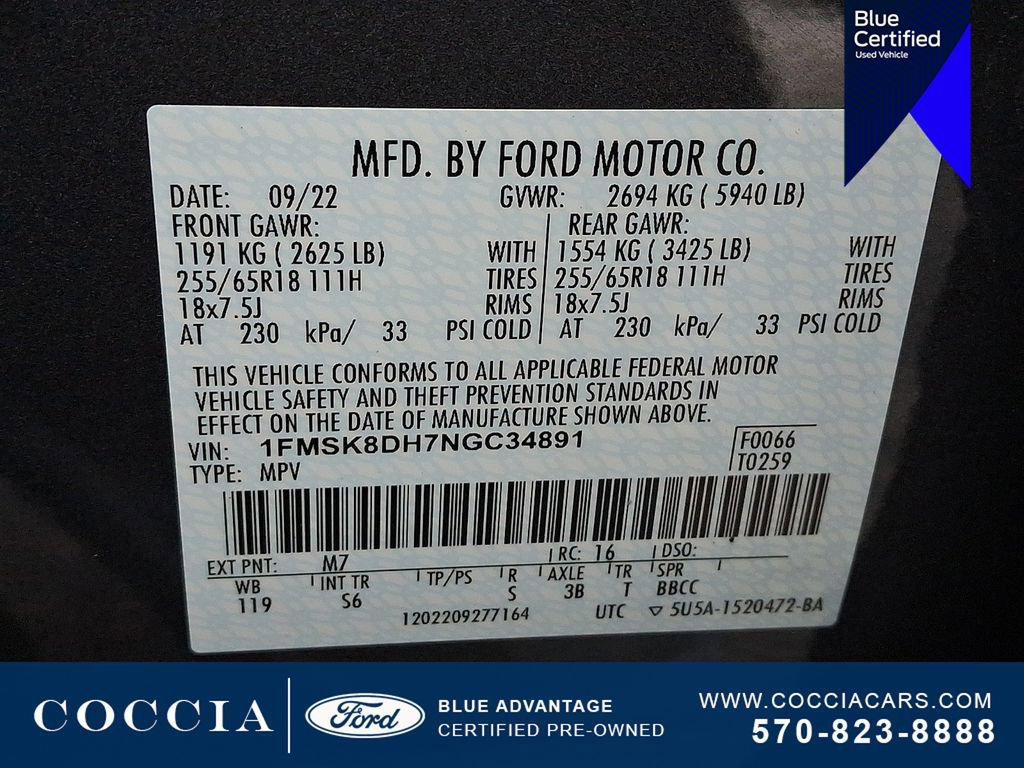 Blue
Certified
Used Vehicle
MFD. BY FORD MOTOR CO.
DATE: 09/22 GVWR: 2694 KG ( 5940 LB)
FRONT GAWR: REAR GAWR:
1191 KG ( 2625 LB) WITH 1554 KG ( 3425 LB) WITH
255/65R18 111H TIRES 255/65R18 111H TIRES
18x7.5J RIMS 18x7.5J RIMS
AT 230 kPa/ 33 PSI COLD AT 230 kPa/ 33 PSI COLD
THIS VEHICLE CONFORMS TO ALL APPLICABLE FEDERAL MOTOR
VEHICLE SAFETY AND THEFT PREVENTION STANDARDS IN
EFFECT ON THE DATE OF MANUFACTURE SHOWN ABOVE.
VIN: 1FMSK8DH7NGC34891 F0066
TYPE: MPV T0259
EXT PNT: M7 RC: 16 DSO:
WB INT TR TP/PS R AXLE TR SPR
119 S6 S 3B T BBCC
1202209277164 UTC ▽ 5U5A-1520472-BA
COCCIA Ford BLUE ADVANTAGE
CERTIFIED PRE-OWNED
WWW.COCCIACARS.COM
570-823-8888